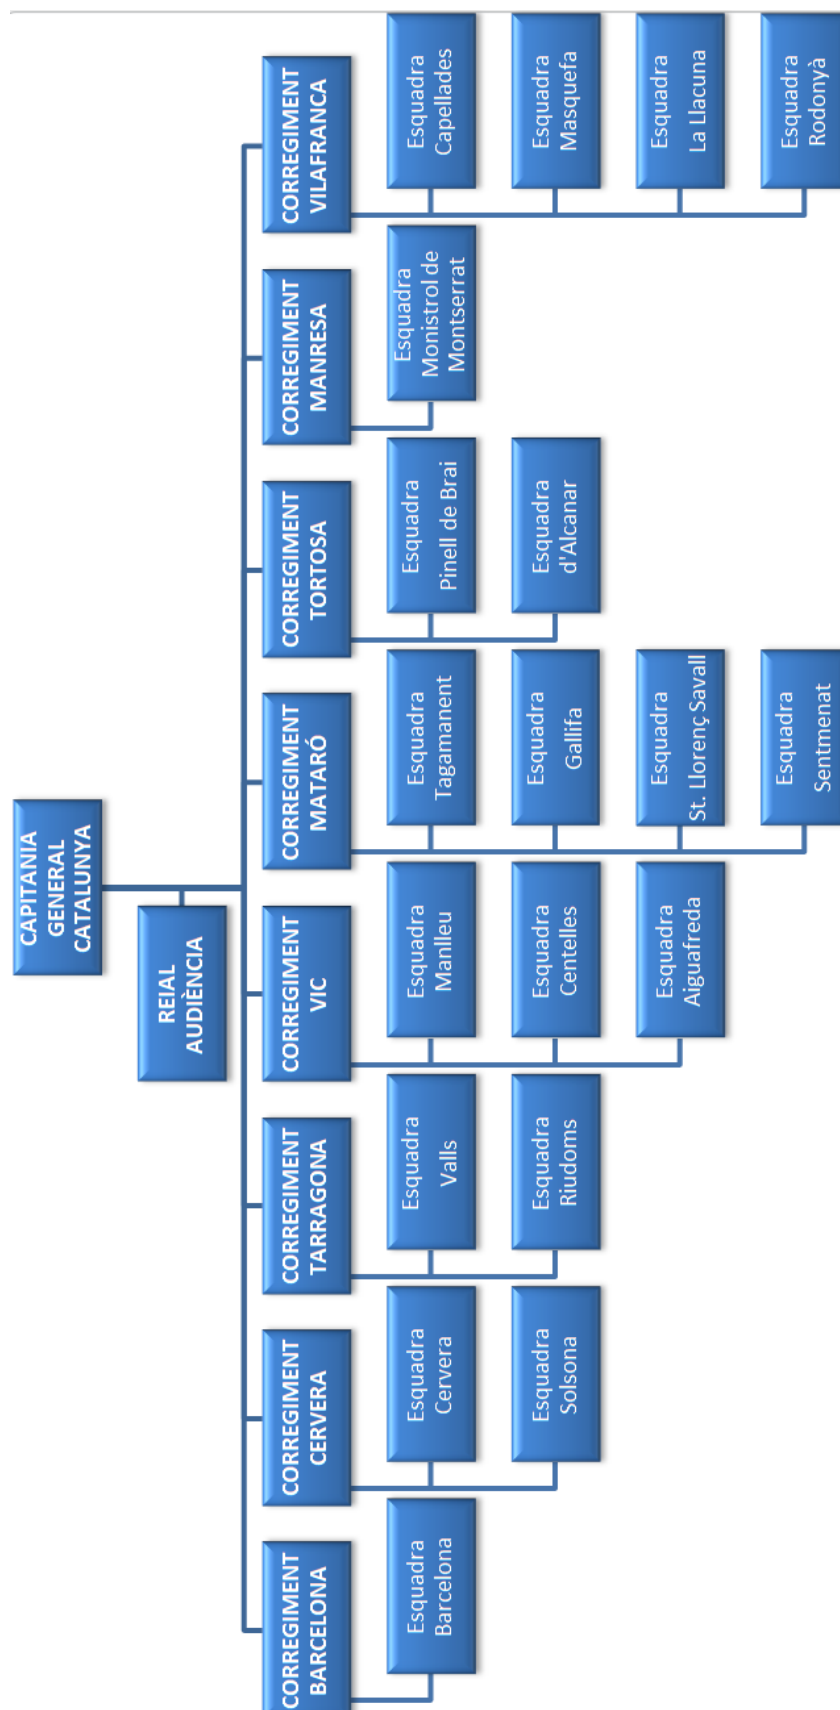 CAPITANIA
GENERAL
CATALUNYA
REIAL
AUDIÈNCIA
CORREGIMENT
BARCELONA
Esquadra
Barcelona
CORREGIMENT
CERVERA
Esquadra
Cervera
Esquadra
Solsona
CORREGIMENT
TARRAGONA
Esquadra
Valls
Esquadra
Riudoms
CORREGIMENT
VIC
Esquadra
Manlleu
Esquadra
Centelles
Esquadra
Aiguafreda
CORREGIMENT
MATARÓ
Esquadra
Tagamanent
Esquadra
Gallifa
Esquadra
St. Llorenç Savall
Esquadra
Sentmenat
CORREGIMENT
TORTOSA
Esquadra
Pinell de Brai
Esquadra
d'Alcanar
CORREGIMENT
MANRESA
Esquadra
Monistrol de
Montserrat
CORREGIMENT
VILAFRANCA
Esquadra
Capellades
Esquadra
Masquefa
Esquadra
La Llacuna
Esquadra
Rodonyà